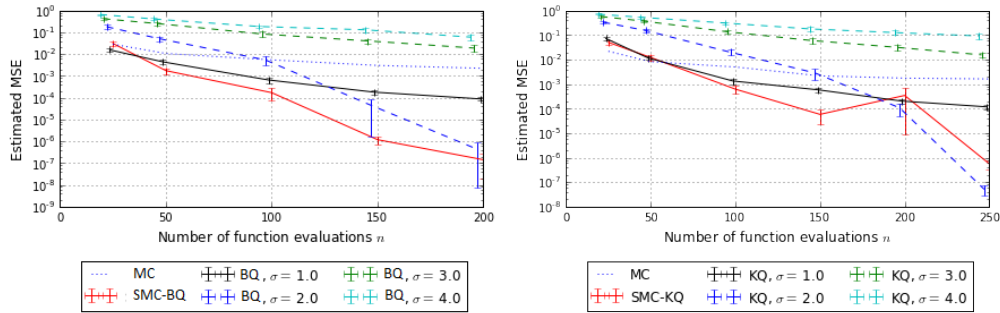 Estimated MSE
10^0
10^-1
10^-2
10^-3
10^-4
10^-5
10^-6
10^-7
10^-8
10^-9
0 50 100 150 200
Number of function evaluations n
MC
SMC-BQ
BQ, σ = 1.0
BQ, σ = 2.0
BQ, σ = 3.0
BQ, σ = 4.0
Estimated MSE
10^0
10^-1
10^-2
10^-3
10^-4
10^-5
10^-6
10^-7
10^-8
0 50 100 150 200 250
Number of function evaluations n
MC
SMC-KQ
KQ, σ = 1.0
KQ, σ = 2.0
KQ, σ = 3.0
KQ, σ = 4.0